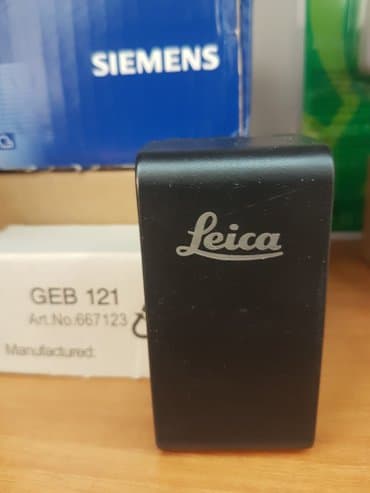 SIEMENS
Leica
GEB 121
Art.No.667123
Manufactured: